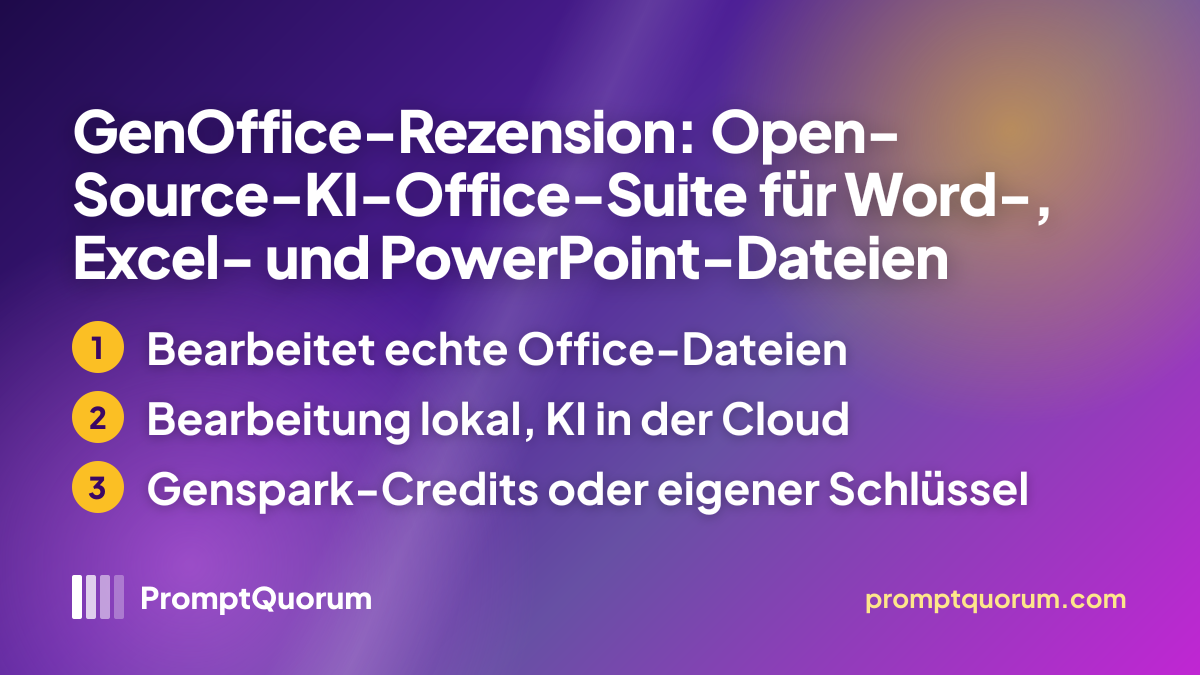 GenOffice-Rezension: Open-
Source-KI-Office-Suite für Word-,
Excel- und PowerPoint-Dateien
1 Bearbeitet echte Office-Dateien
2 Bearbeitung lokal, KI in der Cloud
3 Genspark-Credits oder eigener Schlüssel
PromptQuorum
promptquorum.com